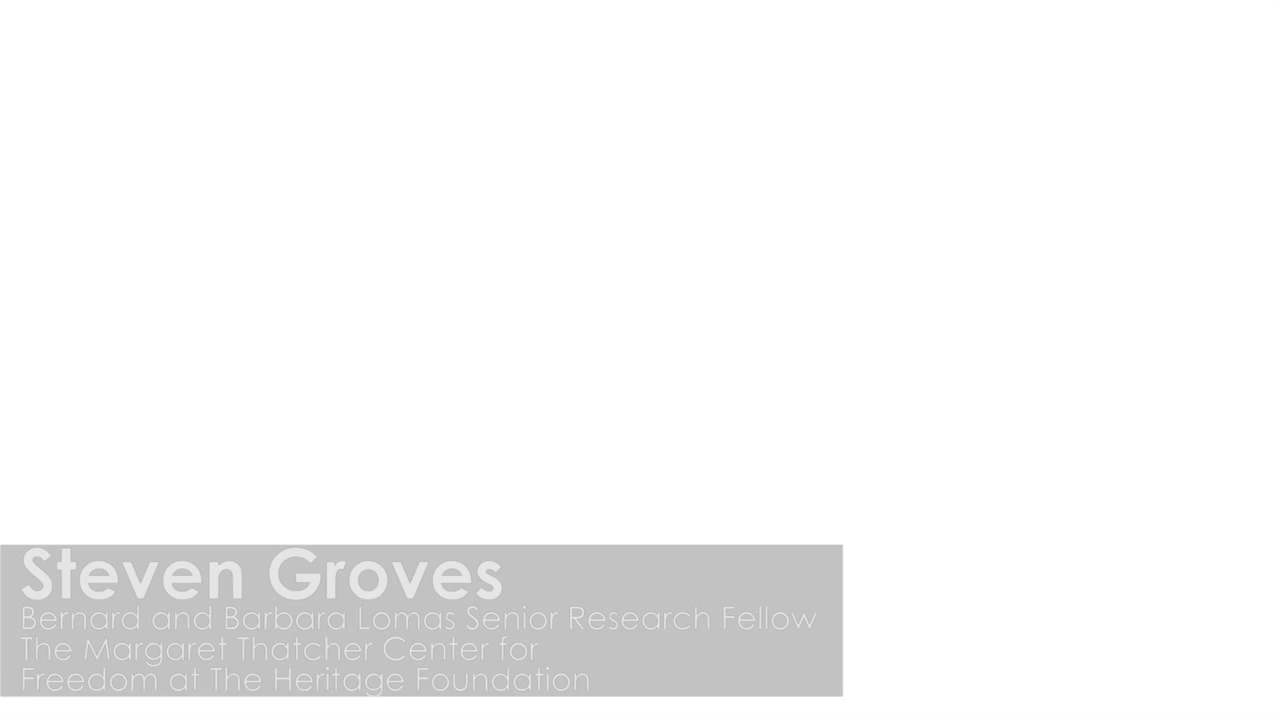 Steven Groves
Bernard and Barbara Lomas Senior Research Fellow
The Margaret Thatcher Center for
Freedom at The Heritage Foundation